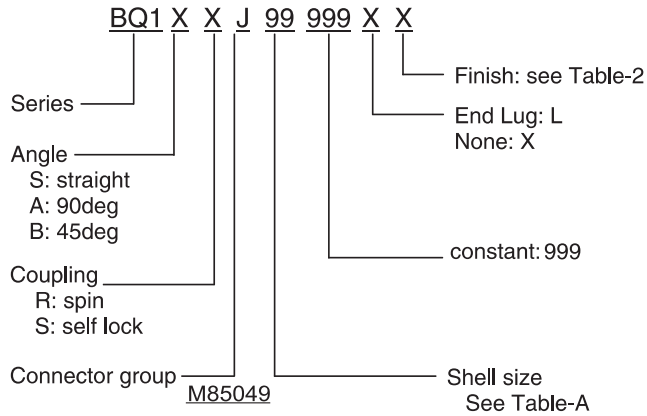 BQ1 X X J 99 999 X X
Finish: see Table-2
Series
End Lug: L
None: X
Angle
S: straight
A: 90deg
B: 45deg
constant: 999
Coupling
R: spin
S: self lock
Connector group
M85049
Shell size
See Table-A